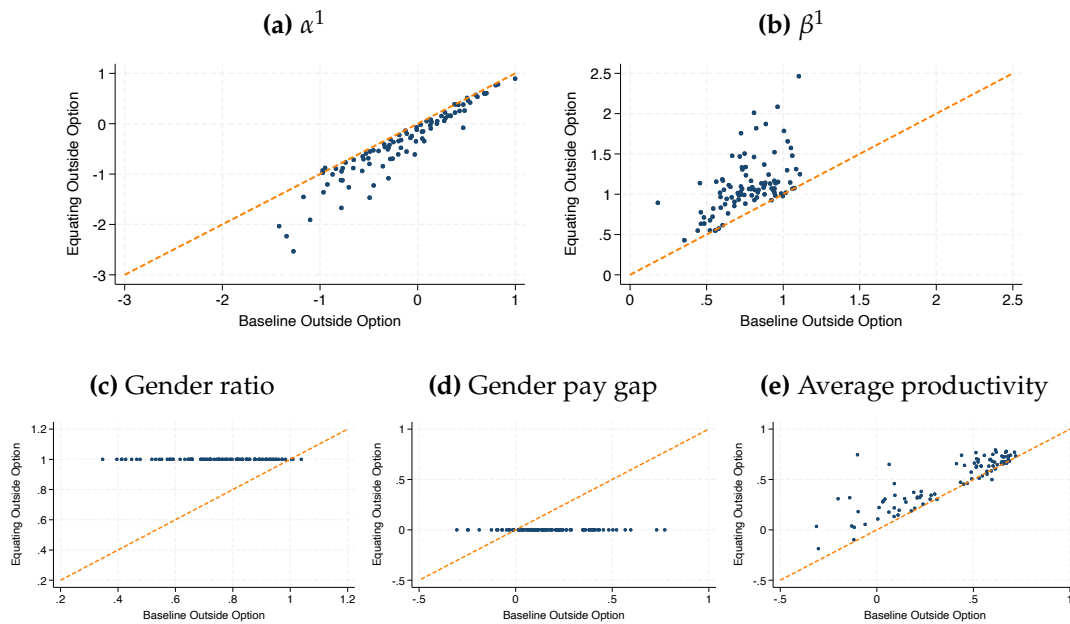 (a) α¹
1
0
-1
-2
-3
Equating Outside Option
-3 -2 -1 0 1
Baseline Outside Option
(b) β¹
2.5
2
1.5
1
.5
0
Equating Outside Option
0 .5 1 1.5 2 2.5
Baseline Outside Option
(c) Gender ratio
1.2
1
.8
.6
.4
.2
Equating Outside Option
.2 .4 .6 .8 1 1.2
Baseline Outside Option
(d) Gender pay gap
1
.5
0
-.5
Equating Outside Option
-.5 0 .5 1
Baseline Outside Option
(e) Average productivity
1
.5
0
-.5
Equating Outside Option
-.5 0 .5 1
Baseline Outside Option